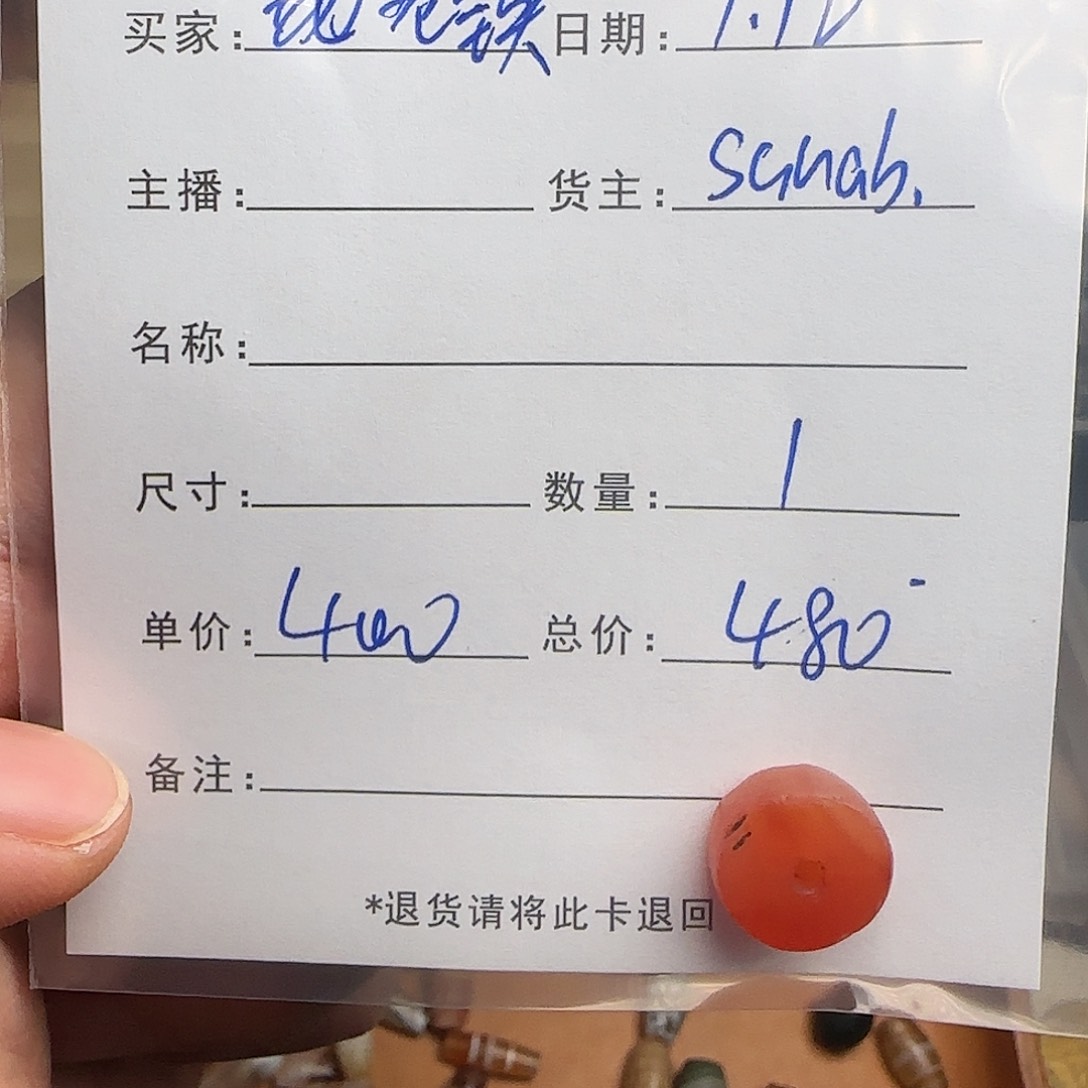 买家: 日期:
主播: 货主:
名称:
尺寸: 数量: 1
单价: 400 总价: 480
备注:
*退货请将此卡退回